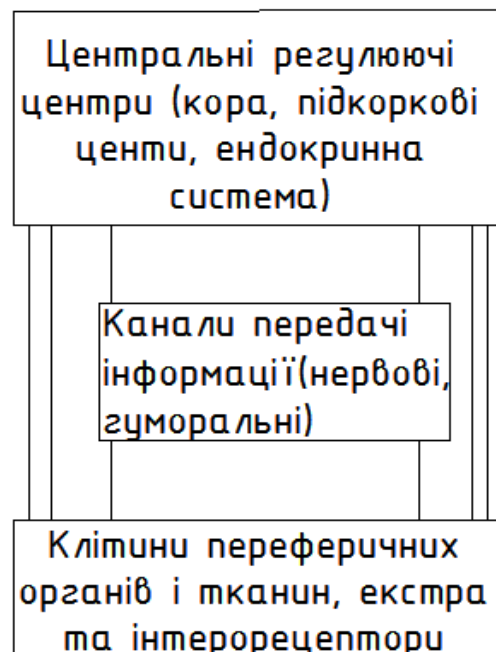 Центральні регулюючі
центри (кора, підкоркові
центи, ендокринна
система)
Канали передачі
інформації(нервові,
гуморальні)
Клітини переферичних
органів і тканин, екстра
та інтерорецептори